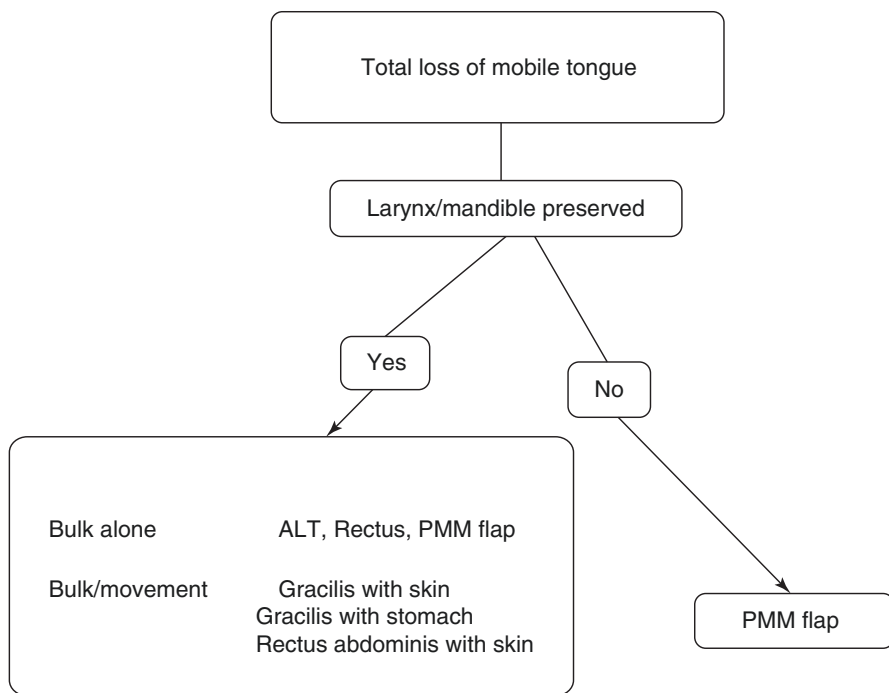 Total loss of mobile tongue
Larynx/mandible preserved
Yes
No
Bulk alone ALT, Rectus, PMM flap
Bulk/movement Gracilis with skin
Gracilis with stomach
Rectus abdominis with skin
PMM flap